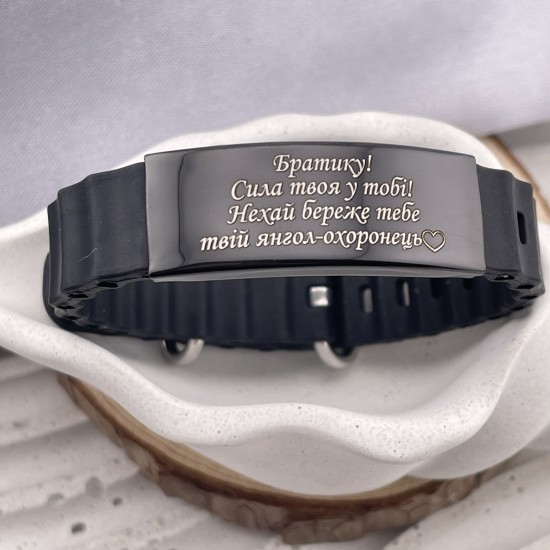 Братику!
Сила твоя у тобі!
Нехай береже тебе
твій янгол-охоронець♡